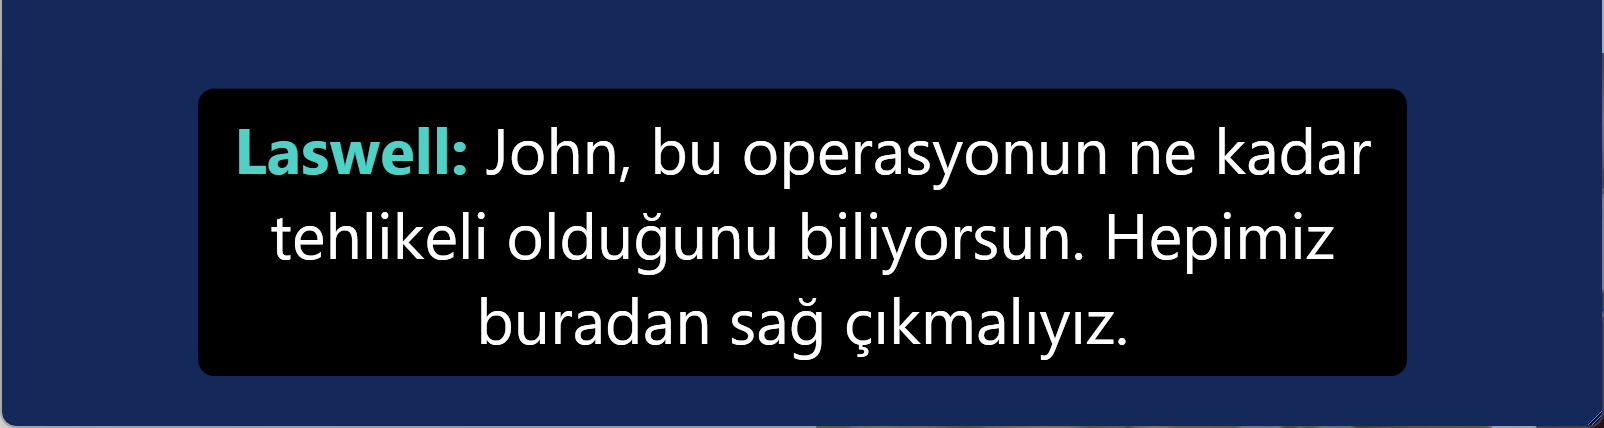 Laswell: John, bu operasyonun ne kadar
tehlikeli olduğunu biliyorsun. Hepimiz
buradan sağ çıkmalıyız.